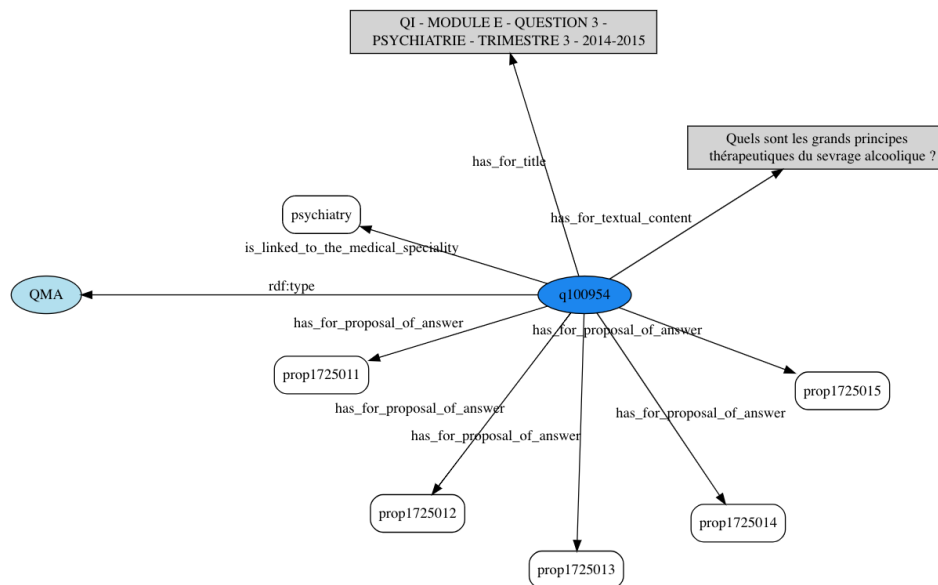 QI - MODULE E - QUESTION 3 -
PSYCHIATRIE - TRIMESTRE 3 - 2014-2015
Quels sont les grands principes
thérapeutiques du sevrage alcoolique ?
has_for_title
psychiatry
has_for_textual_content
is_linked_to_the_medical_speciality
QMA
rdf:type
q100954
has_for_proposal_of_answer
has_for_proposal_of_answer
prop1725011
prop1725015
has_for_proposal_of_answer
has_for_proposal_of_answer
has_for_proposal_of_answer
prop1725012
prop1725014
prop1725013